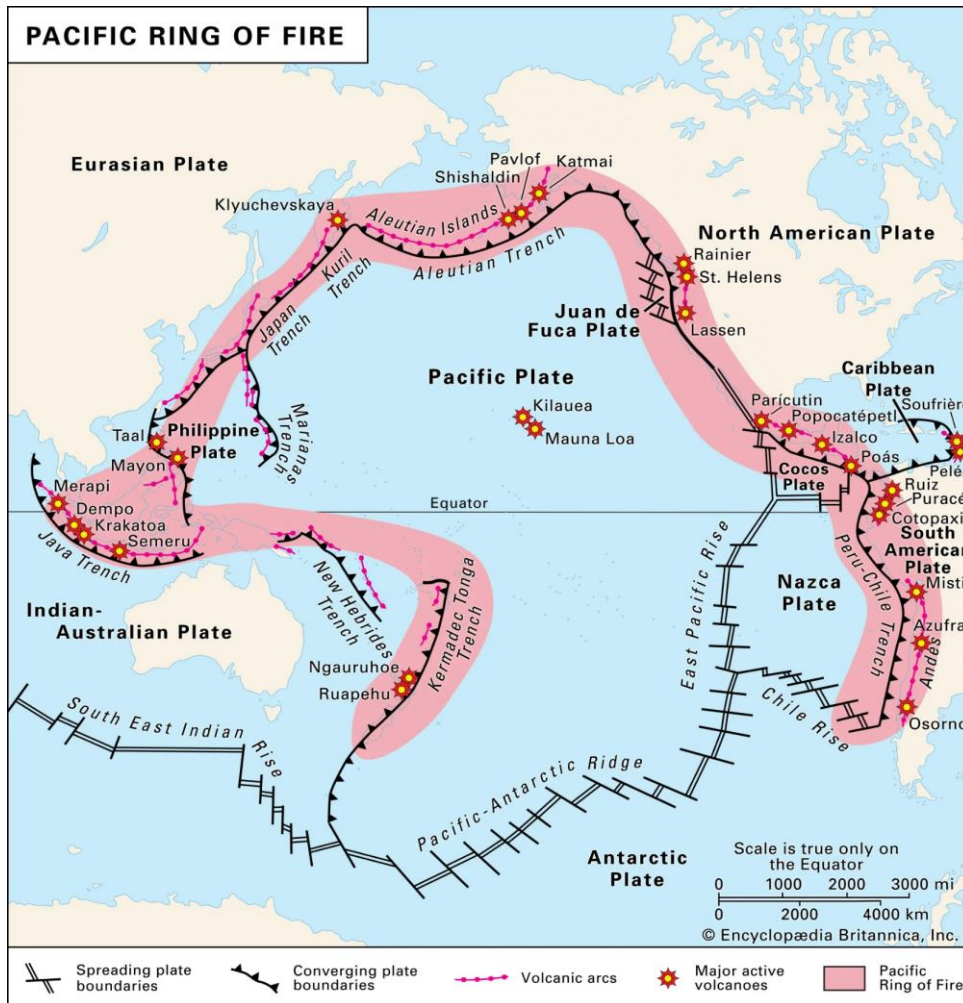 PACIFIC RING OF FIRE
Eurasian Plate
Klyuchevskaya
Aleutian Islands
Shishaldin
Pavlof
Katmai
Aleutian Trench
Kuril
Trench
Japan
Trench
North American Plate
Rainier
St. Helens
Juan de
Fuca Plate
Lassen
Pacific Plate
Kilauea
Mauna Loa
Caribbean
Plate
Soufrière
Pelé
Parícutin
Popocatépetl
Izalco
Poás
Cocos
Plate
Taal
Philippine
Plate
Mayon
Mariana
Trench
Merapi
Dempo
Krakatoa
Semeru
Java Trench
Equator
Ruiz
Puracé
Cotopaxi
South
American
Plate
Misti
Azufra
Andes
Osorno
Peru-Chile Trench
Nazca
Plate
East Pacific Rise
Chile Rise
Indian-
Australian Plate
New Hebrides
Trench
Kermadec Tonga
Trench
Ngauruhoe
Ruapehu
South East Indian Rise
Pacific-Antarctic Ridge
Antarctic
Plate
Scale is true only on
the Equator
0 1000 2000 3000 mi
0 2000 4000 km
© Encyclopædia Britannica, Inc.
Spreading plate
boundaries
Converging plate
boundaries
Volcanic arcs
Major active
volcanoes
Pacific
Ring of Fire